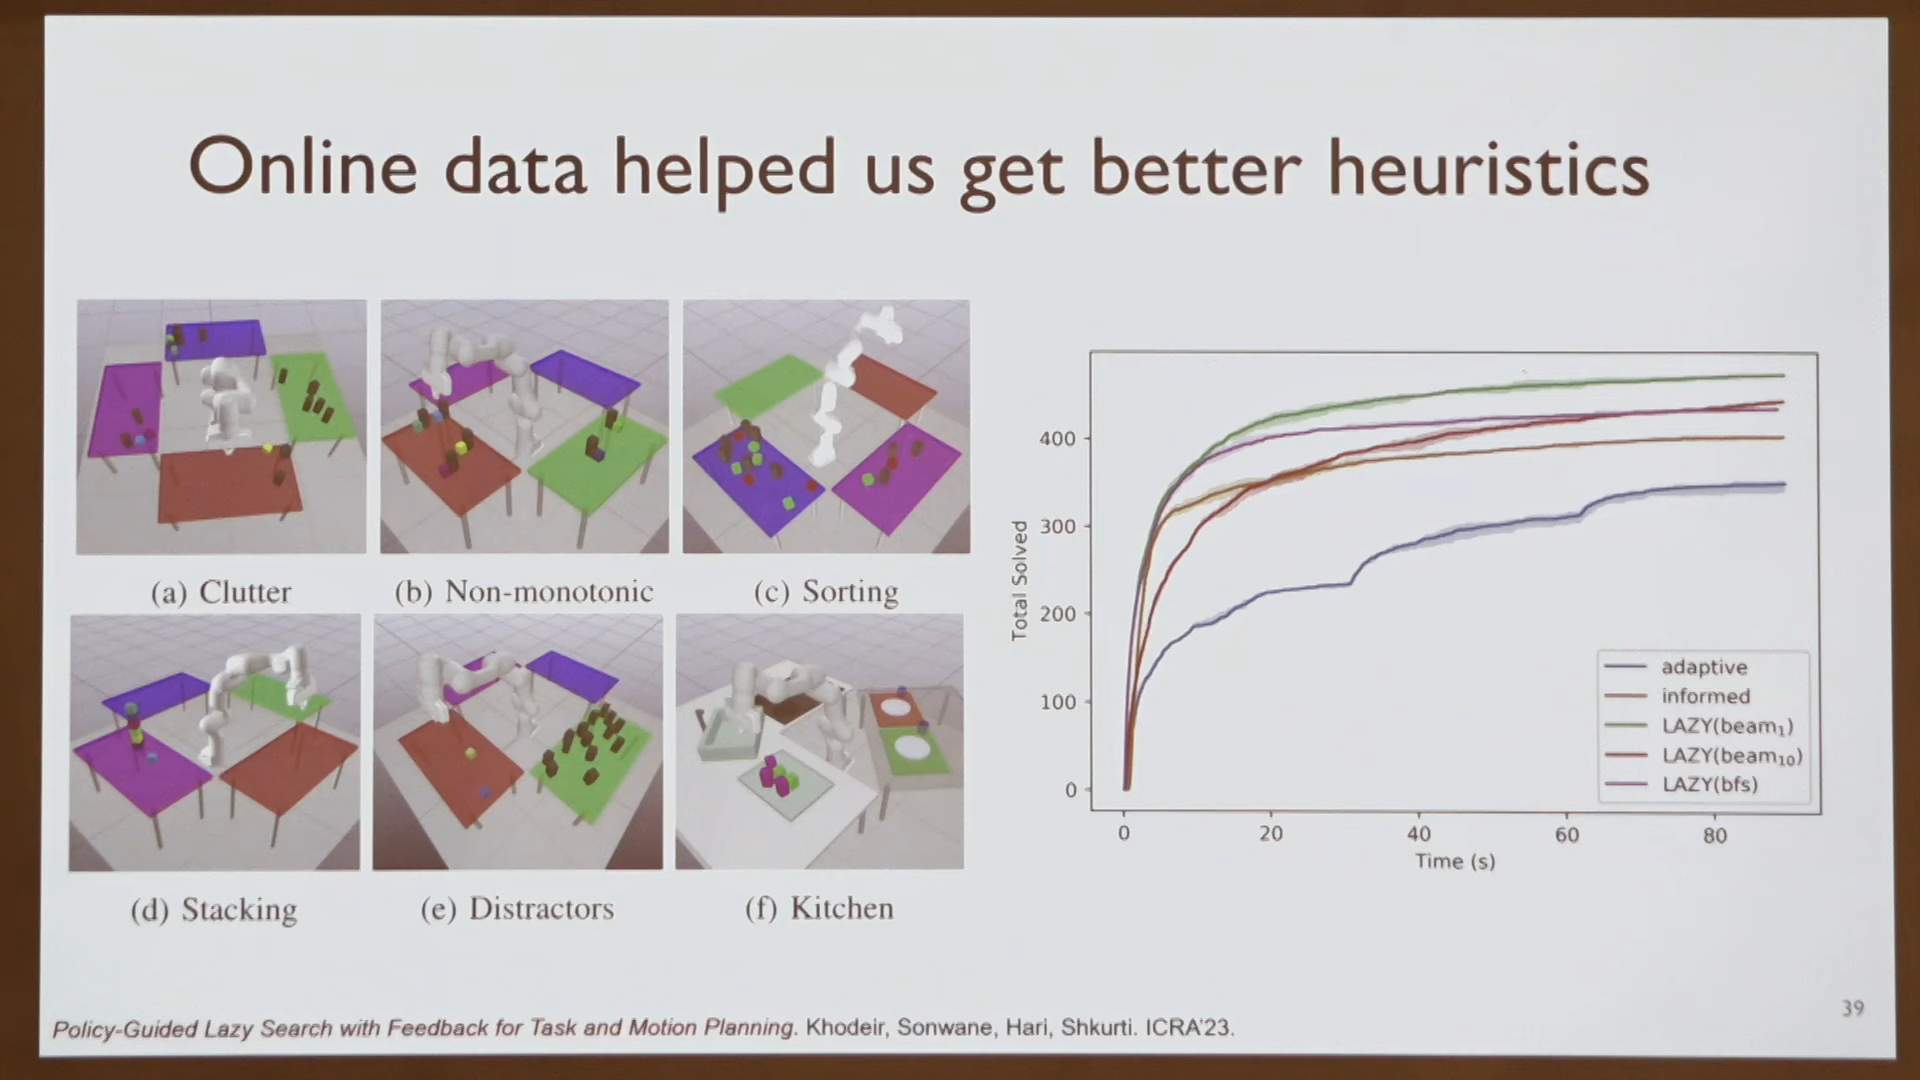 Online data helped us get better heuristics
(a) Clutter
(b) Non-monotonic
(c) Sorting
(d) Stacking
(e) Distractors
(f) Kitchen
Total Solved
400
300
200
100
0
0
20
40
60
80
Time (s)
adaptive
informed
LAZY(beam₁)
LAZY(beam₁₀)
LAZY(bfs)
39
Policy-Guided Lazy Search with Feedback for Task and Motion Planning. Khodeir, Sonwane, Hari, Shkurti. ICRA'23.